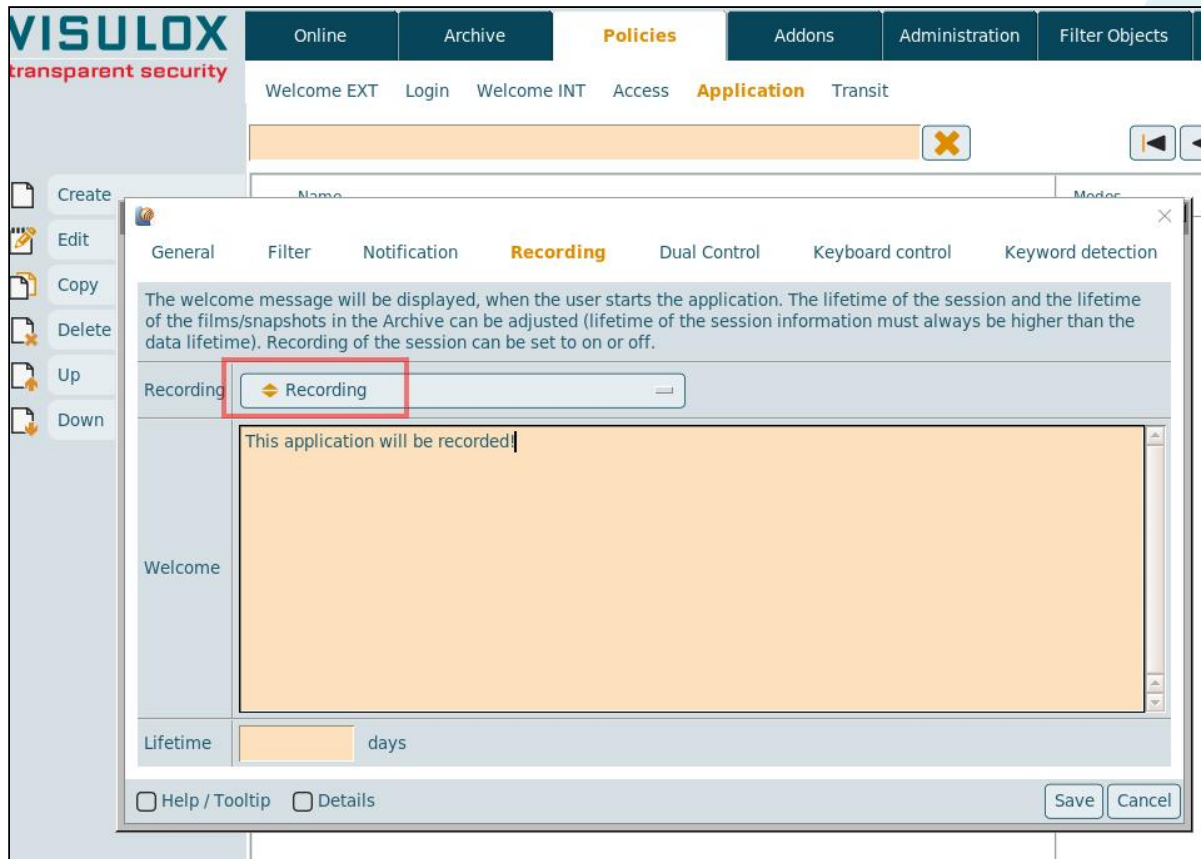 VISULOX
transparent security
Online Archive Policies Addons Administration Filter Objects
Welcome EXT Login Welcome INT Access Application Transit
Create
Edit
Copy
Delete
Up
Down
Name Modes
General Filter Notification Recording Dual Control Keyboard control Keyword detection
The welcome message will be displayed, when the user starts the application. The lifetime of the session and the lifetime
of the films/snapshots in the Archive can be adjusted (lifetime of the session information must always be higher than the
data lifetime). Recording of the session can be set to on or off.
Recording Recording
Welcome This application will be recorded!
Lifetime days
Help / Tooltip Details Save Cancel